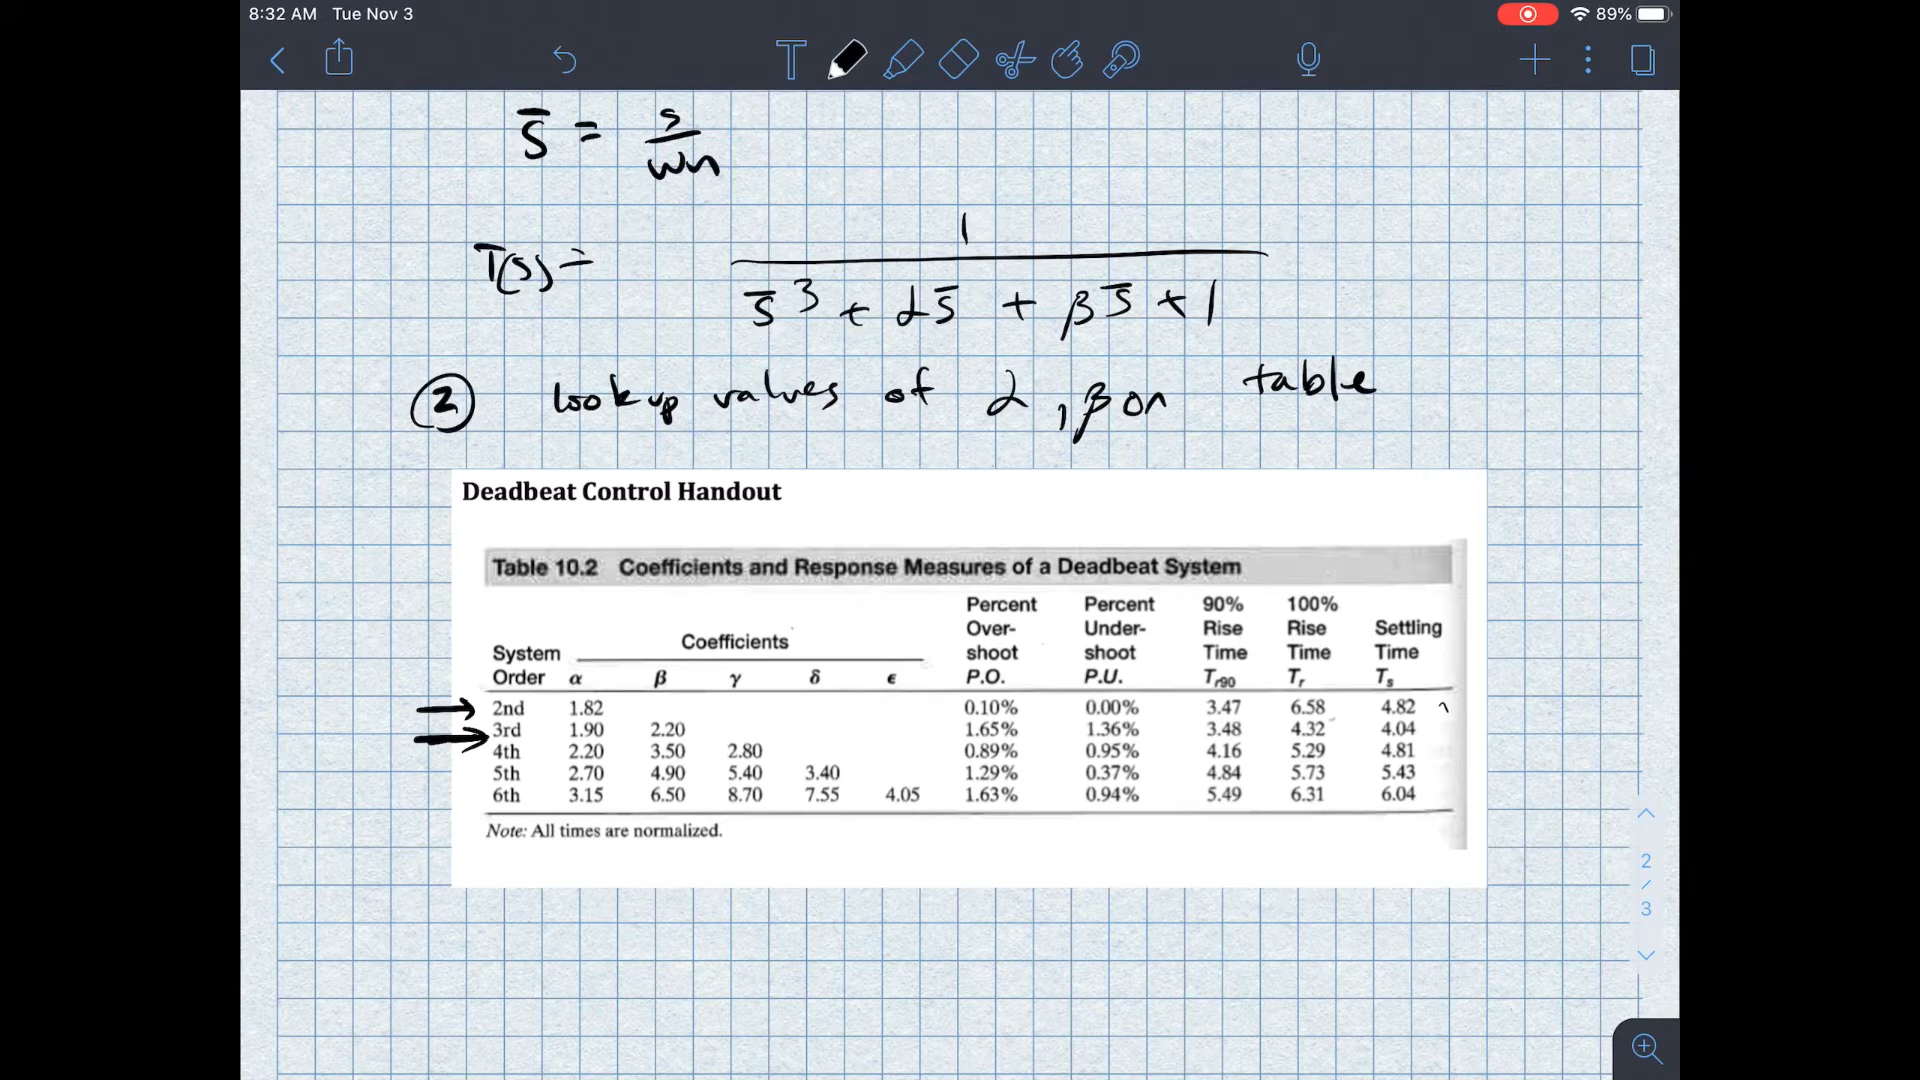 8:32 AM Tue Nov 3 89%
s̄ = s/wn
T(s) = 1
s̄³ + αs̄ + βs̄ + 1
② lookup values of α, β on table
Deadbeat Control Handout
Table 10.2 Coefficients and Response Measures of a Deadbeat System
System Order Coefficients α β γ δ ϵ Percent Over-shoot P.O. Percent Under-shoot P.U. 90% Rise Time Tr90 100% Rise Time Tr Settling Time Ts
2nd 1.82 0.10% 0.00% 3.47 6.58 4.82
3rd 1.90 2.20 1.65% 1.36% 3.48 4.32 4.04
4th 2.20 3.50 2.80 0.89% 0.95% 4.16 5.29 4.81
5th 2.70 4.90 5.40 3.40 1.29% 0.37% 4.84 5.73 5.43
6th 3.15 6.50 8.70 7.55 4.05 1.63% 0.94% 5.49 6.31 6.04
Note: All times are normalized.
2
/
3